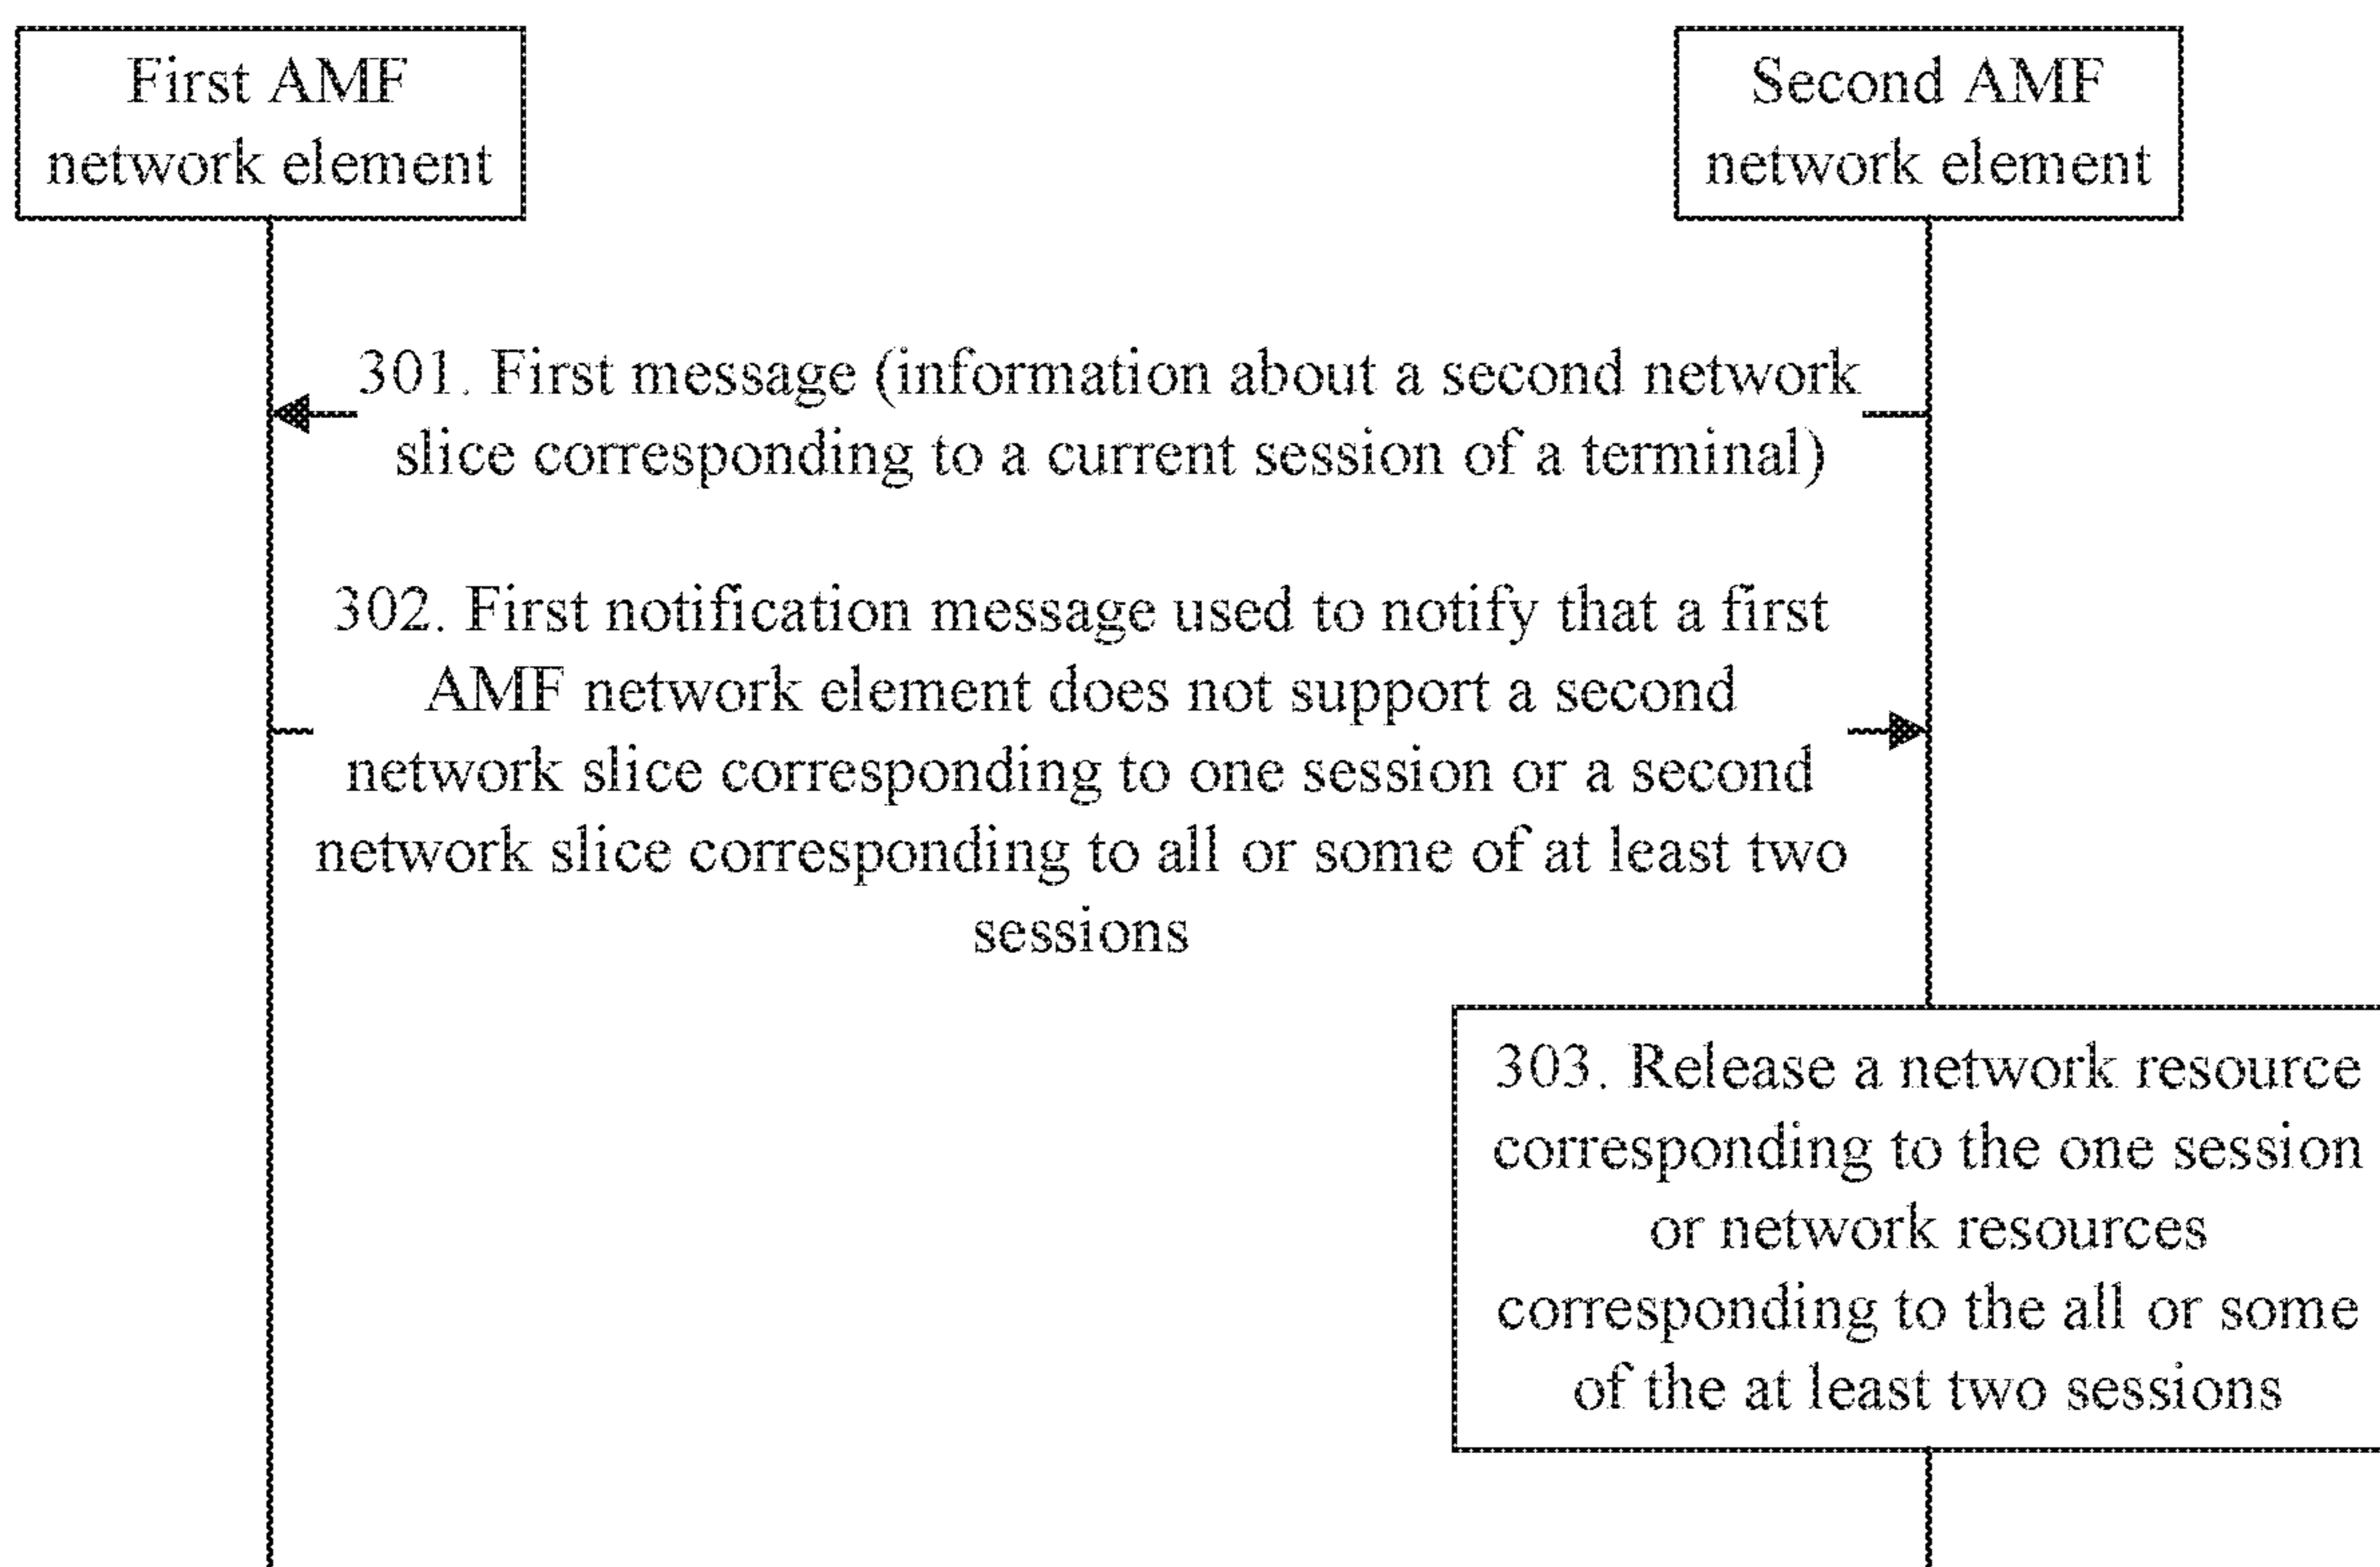 First AMF
network element
Second AMF
network element
301. First message (information about a second network
slice corresponding to a current session of a terminal)
302. First notification message used to notify that a first
AMF network element does not support a second
network slice corresponding to one session or a second
network slice corresponding to all or some of at least two
sessions
303. Release a network resource
corresponding to the one session
or network resources
corresponding to the all or some
of the at least two sessions